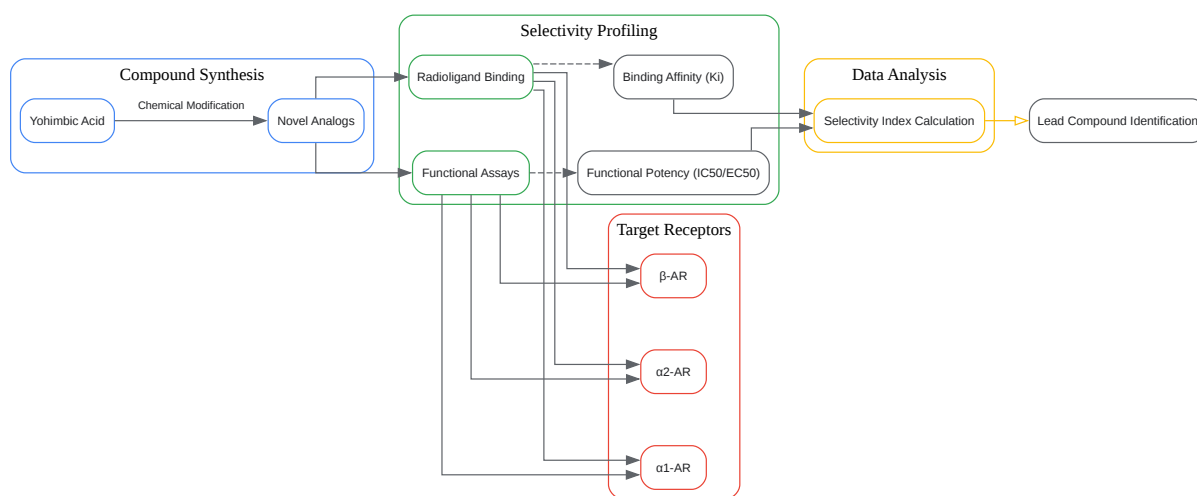 Compound Synthesis
Yohimbic Acid
Chemical Modification
Novel Analogs
Selectivity Profiling
Radioligand Binding
Binding Affinity (Ki)
Functional Assays
Functional Potency (IC50/EC50)
Target Receptors
β-AR
α2-AR
α1-AR
Data Analysis
Selectivity Index Calculation
Lead Compound Identification